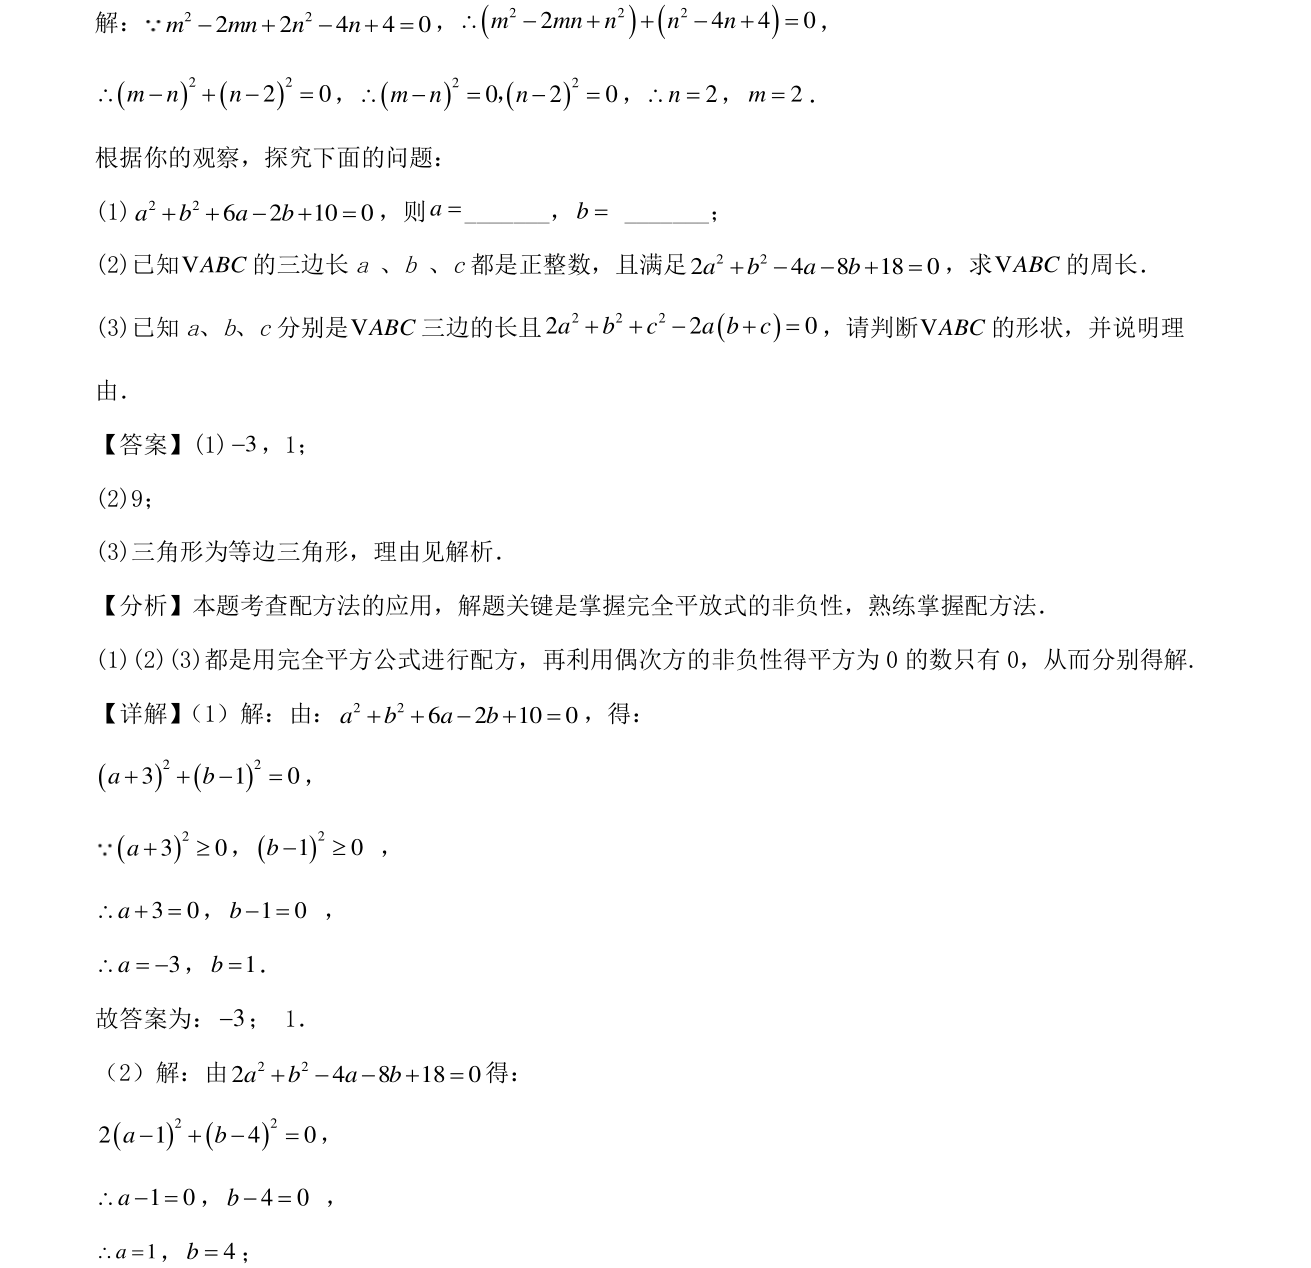 解：∵m²－2mn＋2n²－4n＋4＝0，∴(m²－2mn＋n²)＋(n²－4n＋4)＝0，
∴(m－n)²＋(n－2)²＝0，∴(m－n)²＝0,(n－2)²＝0，∴n＝2，m＝2．
根据你的观察，探究下面的问题：
(1)a²＋b²＋6a－2b＋10＝0，则a＝_______，b＝ _______；
(2)已知VABC的三边长 a 、b 、c都是正整数，且满足2a²＋b²－4a－8b＋18＝0，求VABC的周长．
(3)已知 a、b、c分别是VABC三边的长且2a²＋b²＋c²－2a(b＋c)＝0，请判断VABC的形状，并说明理
由．
【答案】(1)－3，1；
(2)9；
(3)三角形为等边三角形，理由见解析．
【分析】本题考查配方法的应用，解题关键是掌握完全平放式的非负性，熟练掌握配方法．
(1)(2)(3)都是用完全平方公式进行配方，再利用偶次方的非负性得平方为0的数只有0，从而分别得解．
【详解】（1）解：由：a²＋b²＋6a－2b＋10＝0，得：
(a＋3)²＋(b－1)²＝0，
∵(a＋3)²≥0，(b－1)²≥0 ，
∴a＋3＝0，b－1＝0 ，
∴a＝－3，b＝1．
故答案为：－3； 1．
（2）解：由2a²＋b²－4a－8b＋18＝0得：
2(a－1)²＋(b－4)²＝0，
∴a－1＝0，b－4＝0 ，
∴a＝1，b＝4；